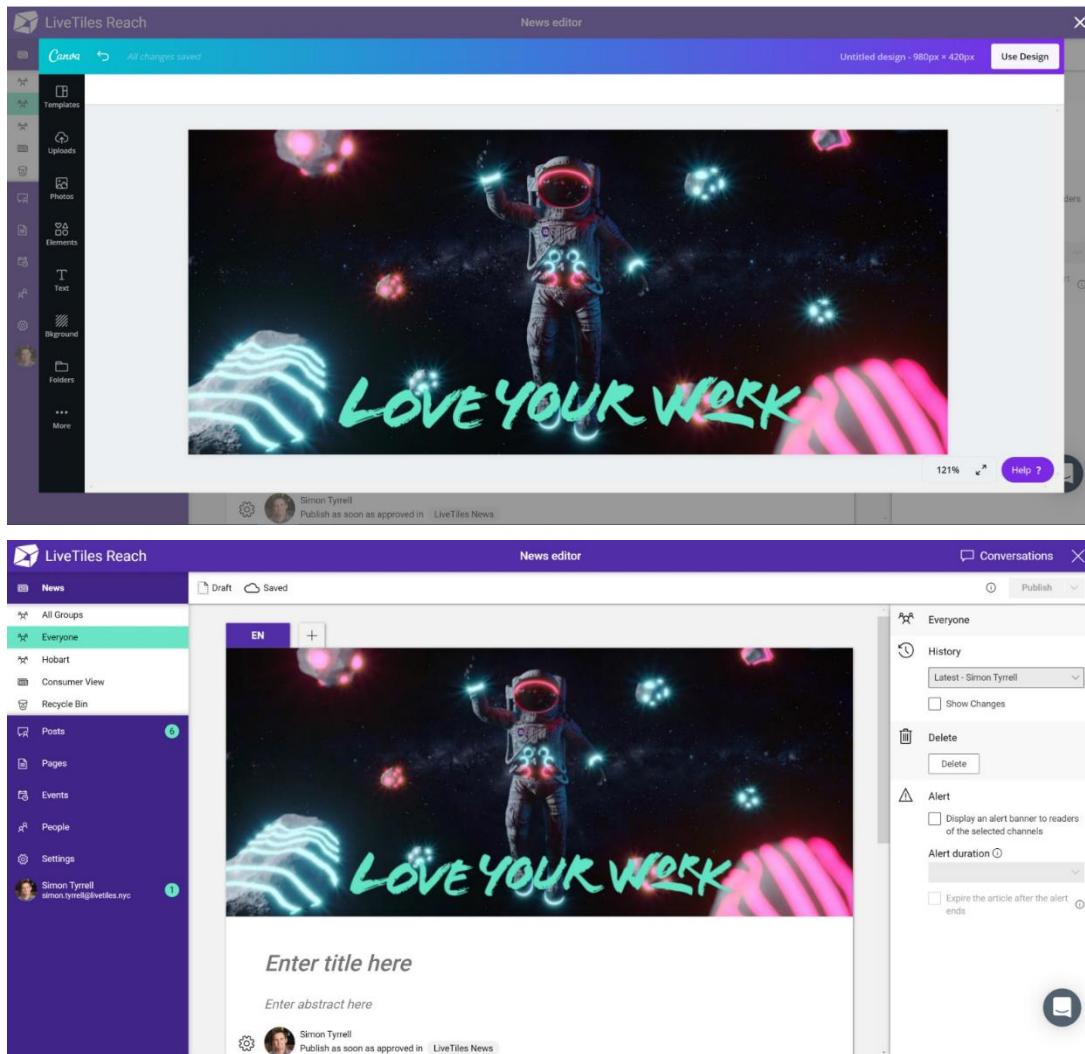 LiveTiles Reach
News editor
Canva
All changes saved
Untitled design - 980px × 420px
Use Design
Templates
Uploads
Photos
Elements
Text
Bkground
Folders
More
LOVE YOUR WORK
121%
Help ?
Simon Tyrrell
Publish as soon as approved in LiveTiles News
LiveTiles Reach
News editor
Conversations
News
Draft
Saved
Publish
All Groups
Everyone
Hobart
Consumer View
Recycle Bin
Posts
6
Pages
Events
People
Settings
Simon Tyrrell
simon.tyrrell@livetiles.nyc
1
EN
+
LOVE YOUR WORK
Enter title here
Enter abstract here
Simon Tyrrell
Publish as soon as approved in LiveTiles News
Everyone
History
Latest - Simon Tyrrell
Show Changes
Delete
Delete
Alert
Display an alert banner to readers
of the selected channels
Alert duration
Expire the article after the alert
ends